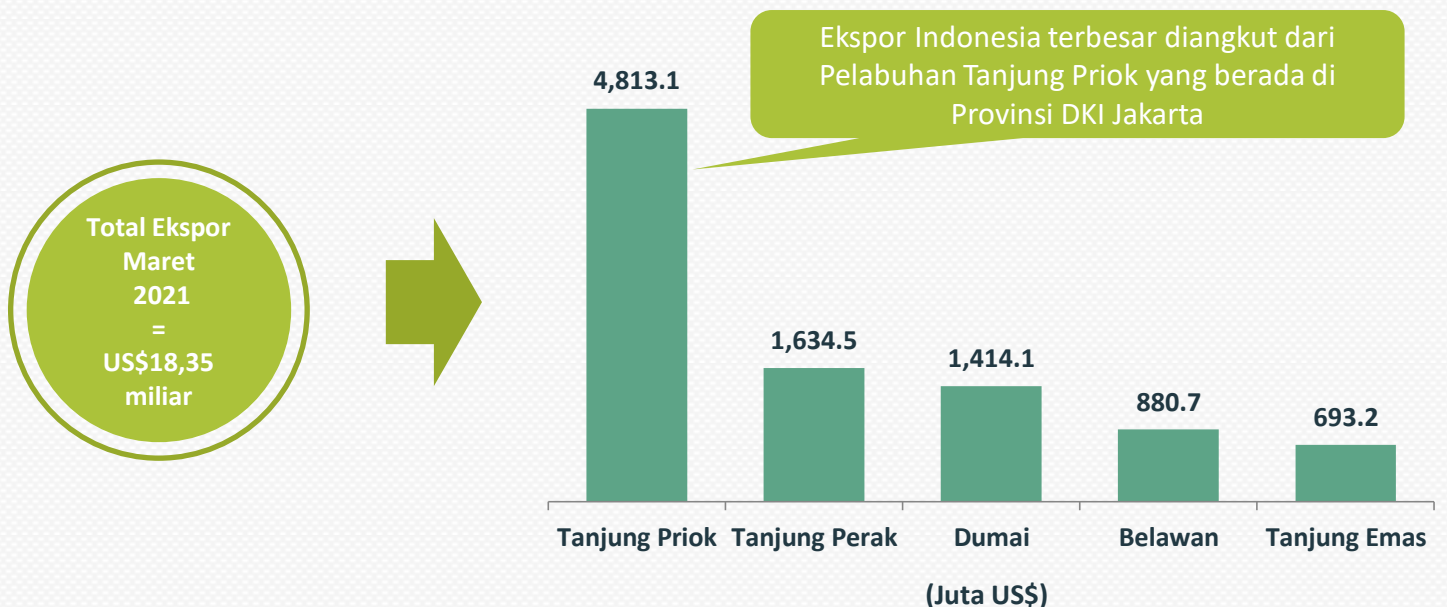 Ekspor Indonesia terbesar diangkut dari
Pelabuhan Tanjung Priok yang berada di
Provinsi DKI Jakarta
Total Ekspor
Maret
2021
=
US$18,35
miliar
4,813.1
1,634.5
1,414.1
880.7
693.2
Tanjung Priok Tanjung Perak Dumai Belawan Tanjung Emas
(Juta US$)